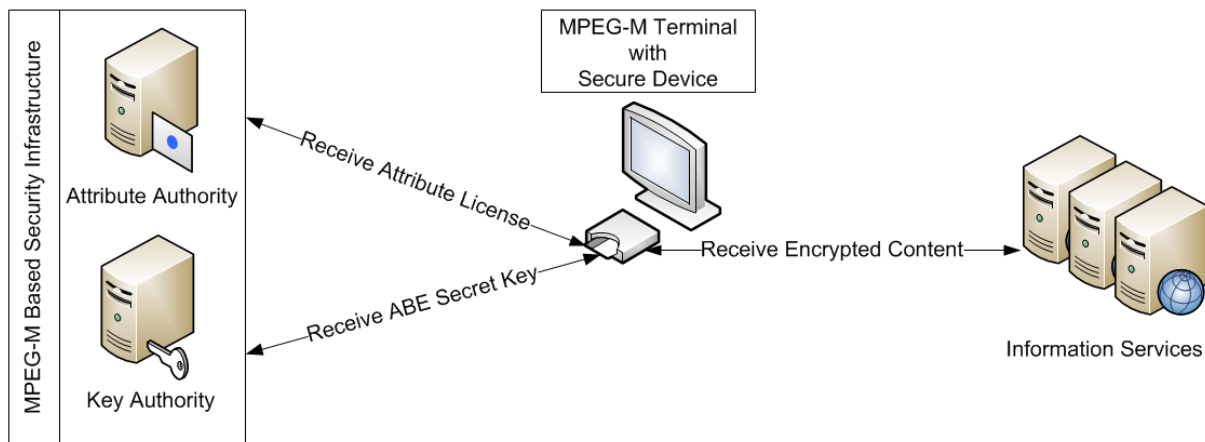 MPEG-M Based Security Infrastructure
Attribute Authority
Key Authority
Receive Attribute License
Receive ABE Secret Key
MPEG-M Terminal
with
Secure Device
Receive Encrypted Content
Information Services